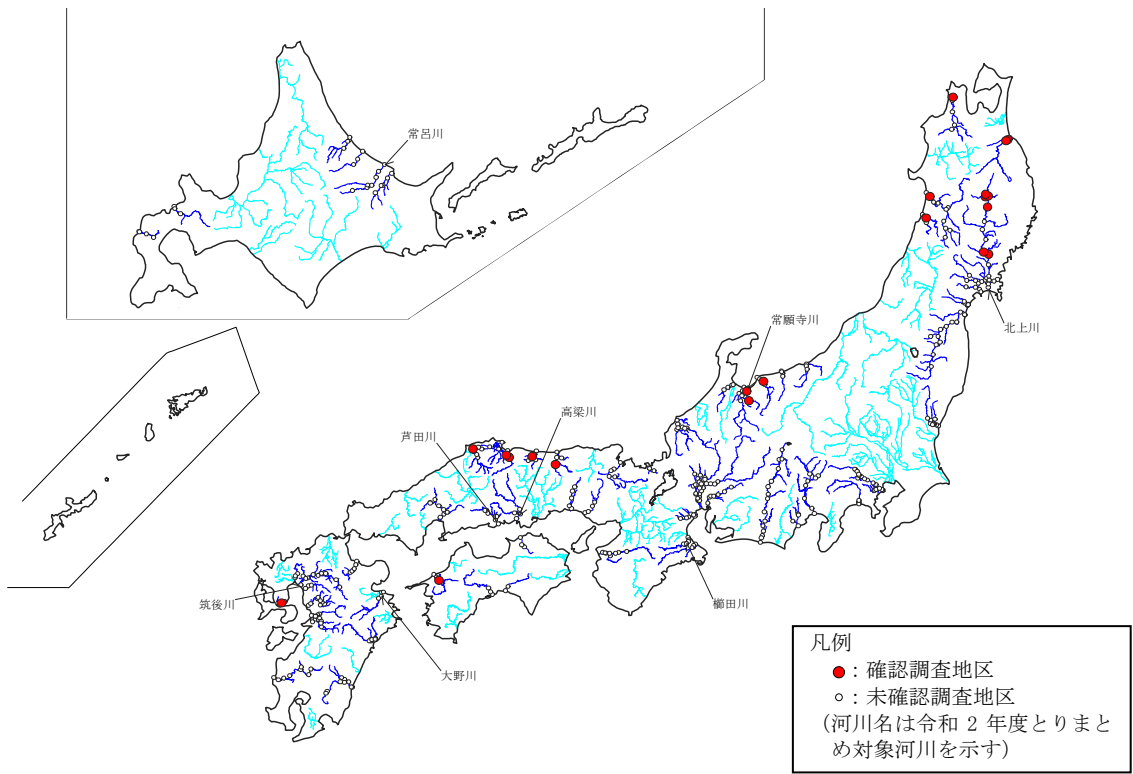 常呂川
北上川
常願寺川
高梁川
芦田川
筑後川
櫛田川
大野川
凡例
：確認調査地区
：未確認調査地区
（河川名は令和 2 年度とりまと
め対象河川を示す）